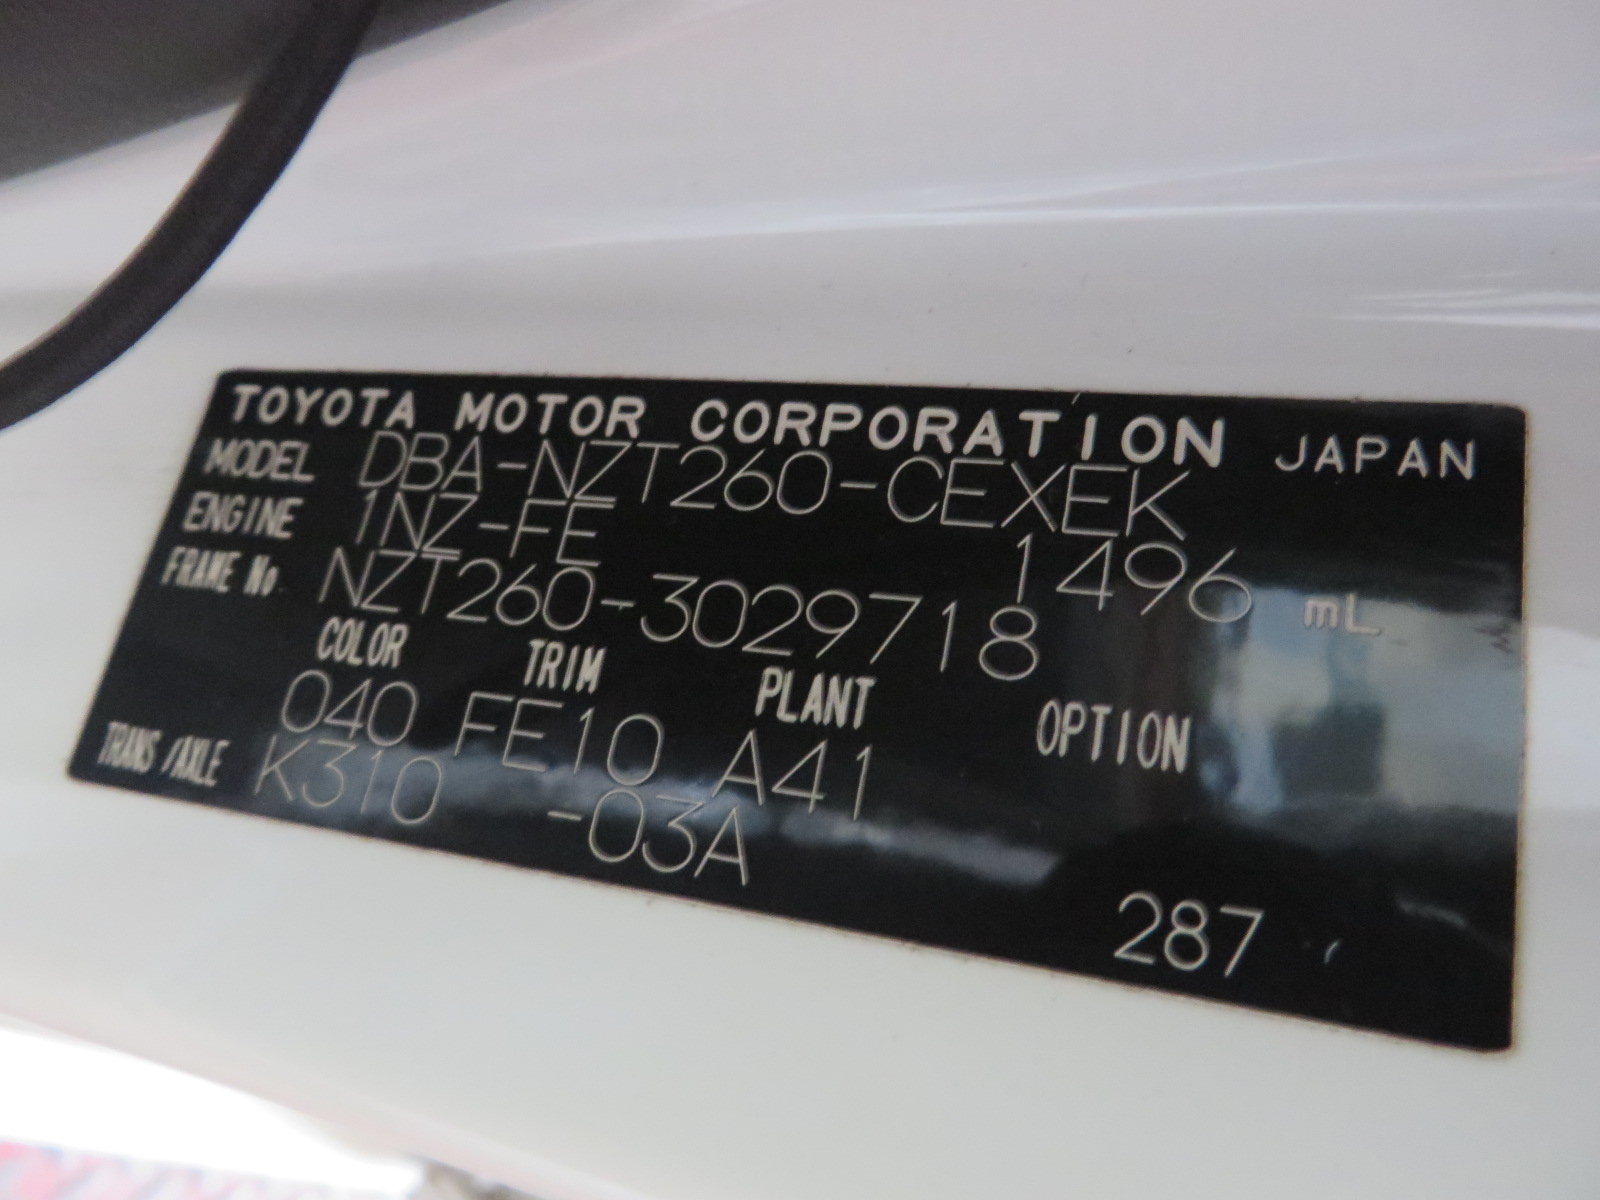 TOYOTA MOTOR CORPORATION JAPAN
MODEL DBA-NZT260-CEXEK
ENGINE 1NZ-FE 1496 mL
FRAME No. NZT260-3029718
COLOR TRIM PLANT OPTION
040 FE10 A41
TRANS/AXLE K310 -03A
287